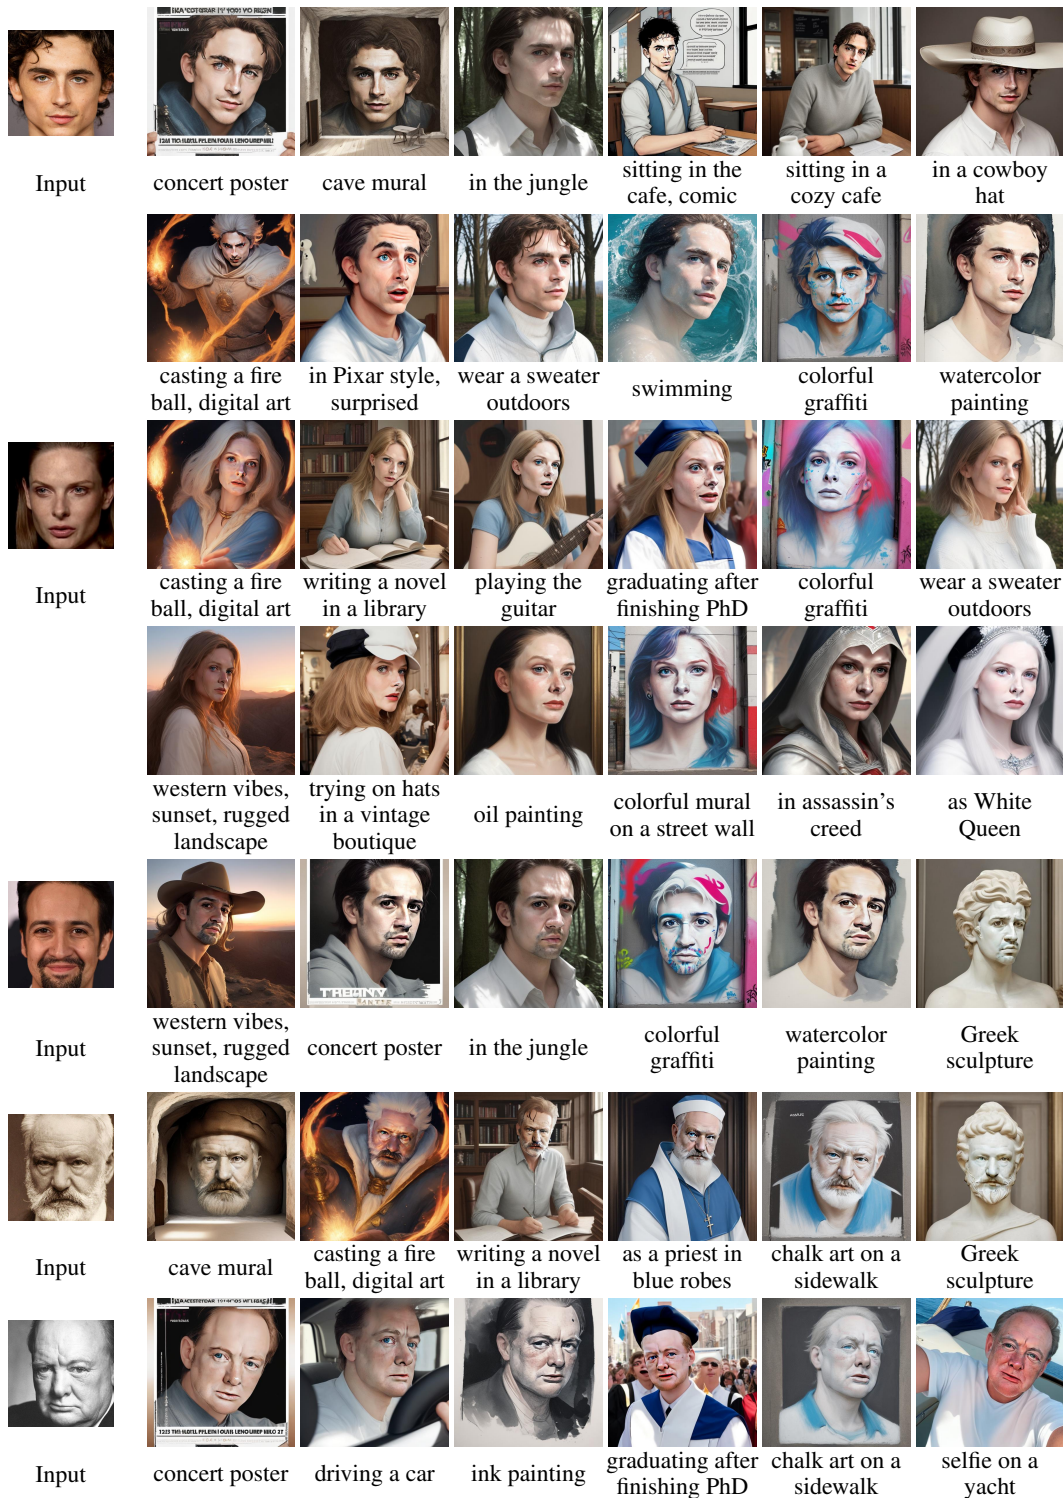 Input
concert poster
cave mural
in the jungle
sitting in the
cafe, comic
sitting in a
cozy cafe
in a cowboy
hat
casting a fire
ball, digital art
in Pixar style,
surprised
wear a sweater
outdoors
swimming
colorful
graffiti
watercolor
painting
Input
casting a fire
ball, digital art
writing a novel
in a library
playing the
guitar
graduating after
finishing PhD
colorful
graffiti
wear a sweater
outdoors
western vibes,
sunset, rugged
landscape
trying on hats
in a vintage
boutique
oil painting
colorful mural
on a street wall
in assassin's
creed
as White
Queen
Input
western vibes,
sunset, rugged
landscape
concert poster
in the jungle
colorful
graffiti
watercolor
painting
Greek
sculpture
Input
cave mural
casting a fire
ball, digital art
writing a novel
in a library
as a priest in
blue robes
chalk art on a
sidewalk
Greek
sculpture
Input
concert poster
driving a car
ink painting
graduating after
finishing PhD
chalk art on a
sidewalk
selfie on a
yacht